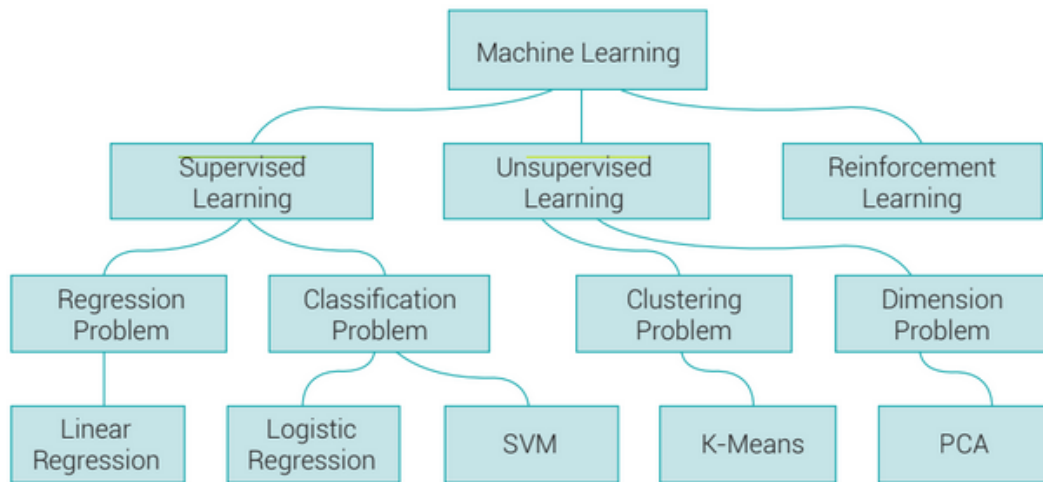 Machine Learning
Supervised
Learning
Unsupervised
Learning
Reinforcement
Learning
Regression
Problem
Classification
Problem
Clustering
Problem
Dimension
Problem
Linear
Regression
Logistic
Regression
SVM
K-Means
PCA